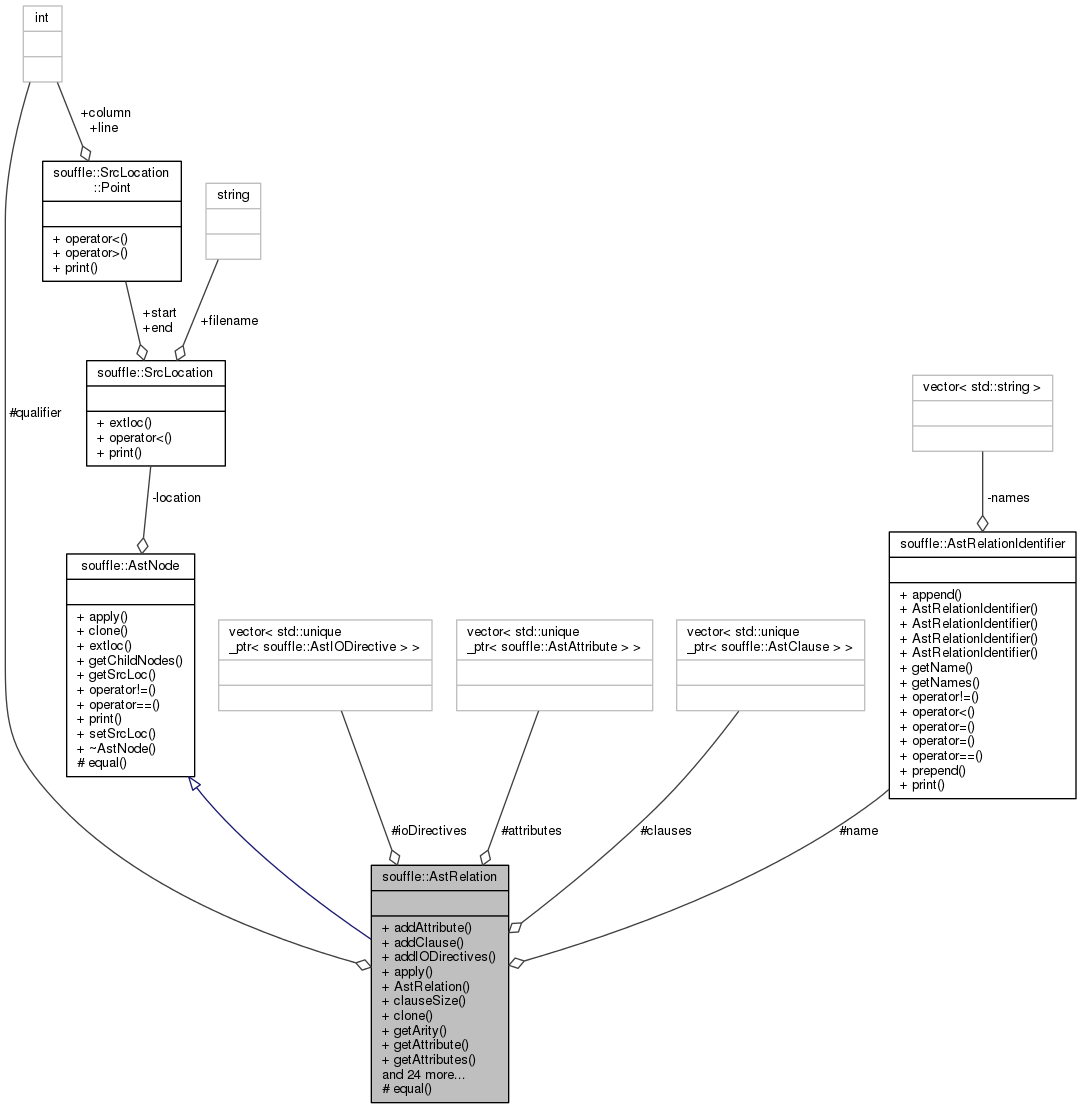 int
+column
+line
souffle::SrcLocation
::Point
+ operator<()
+ operator>()
+ print()
string
+start
+end
+filename
souffle::SrcLocation
+ extloc()
+ operator<()
+ print()
#qualifier
vector< std::string >
-location
-names
souffle::AstNode
+ apply()
+ clone()
+ extloc()
+ getChildNodes()
+ getSrcLoc()
+ operator!=()
+ operator==()
+ print()
+ setSrcLoc()
+ ~AstNode()
# equal()
vector< std::unique
_ptr< souffle::AstIODirective > >
vector< std::unique
_ptr< souffle::AstAttribute > >
vector< std::unique
_ptr< souffle::AstClause > >
souffle::AstRelationIdentifier
+ append()
+ AstRelationIdentifier()
+ AstRelationIdentifier()
+ AstRelationIdentifier()
+ AstRelationIdentifier()
+ getName()
+ getNames()
+ operator!=()
+ operator<()
+ operator=()
+ operator=()
+ operator==()
+ prepend()
+ print()
#ioDirectives
#attributes
#clauses
#name
souffle::AstRelation
+ addAttribute()
+ addClause()
+ addIODirectives()
+ apply()
+ AstRelation()
+ clauseSize()
+ clone()
+ getArity()
+ getAttribute()
+ getAttributes()
and 24 more...
# equal()